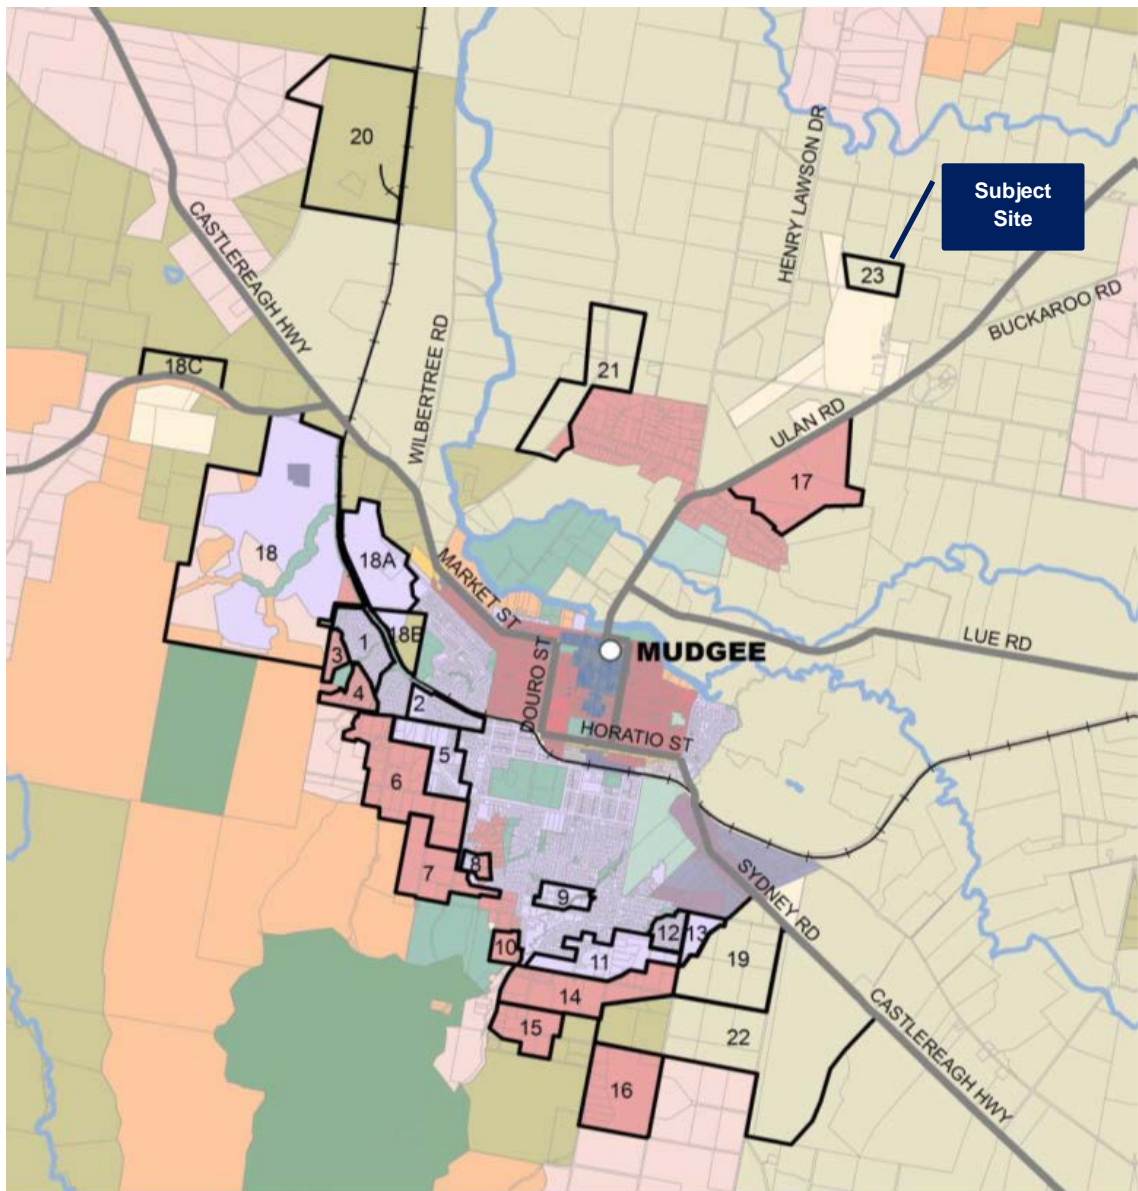 20
HENRY LAWSON DR
Subject
Site
CASTLEREAGH HWY
23
BUCKAROO RD
WILBERTREE RD
21
18C
ULAN RD
17
18
18A
MARKET ST
18B
1
3
4
2
DOURO ST
MUDGEE
LUE RD
HORATIO ST
5
6
7
8
9
SYDNEY RD
10
11
12
13
19
14
15
22
CASTLEREAGH HWY
16